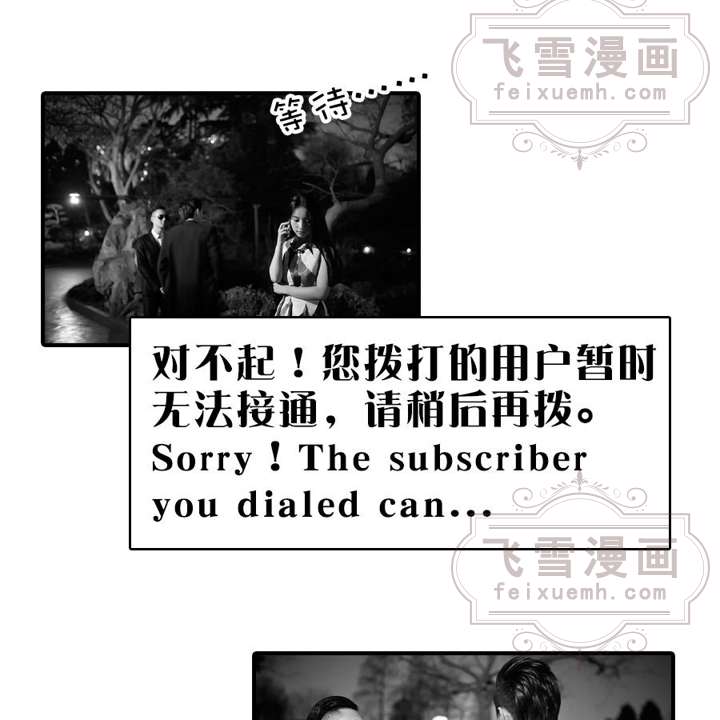 飞雪漫画
feixuemh.com
等待……
对不起！您拨打的用户暂时
无法接通，请稍后再拨。
Sorry！The subscriber
you dialed can...
飞雪漫画
feixuemh.com